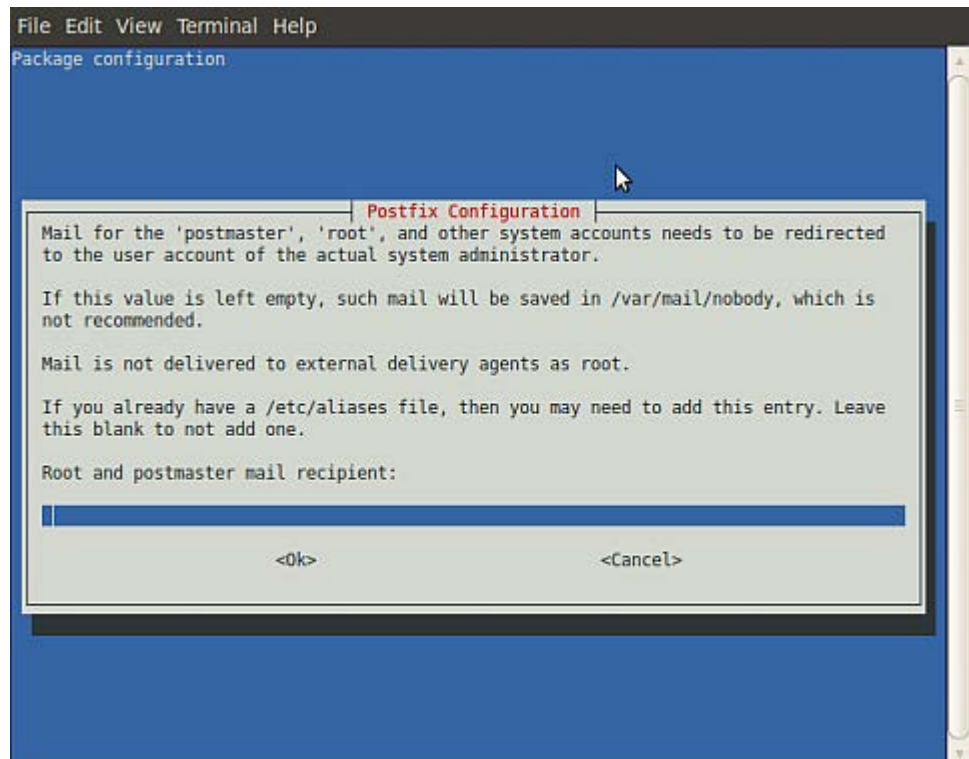 File Edit View Terminal Help
Package configuration
Postfix Configuration
Mail for the 'postmaster', 'root', and other system accounts needs to be redirected
to the user account of the actual system administrator.
If this value is left empty, such mail will be saved in /var/mail/nobody, which is
not recommended.
Mail is not delivered to external delivery agents as root.
If you already have a /etc/aliases file, then you may need to add this entry. Leave
this blank to not add one.
Root and postmaster mail recipient:
<Ok> <Cancel>